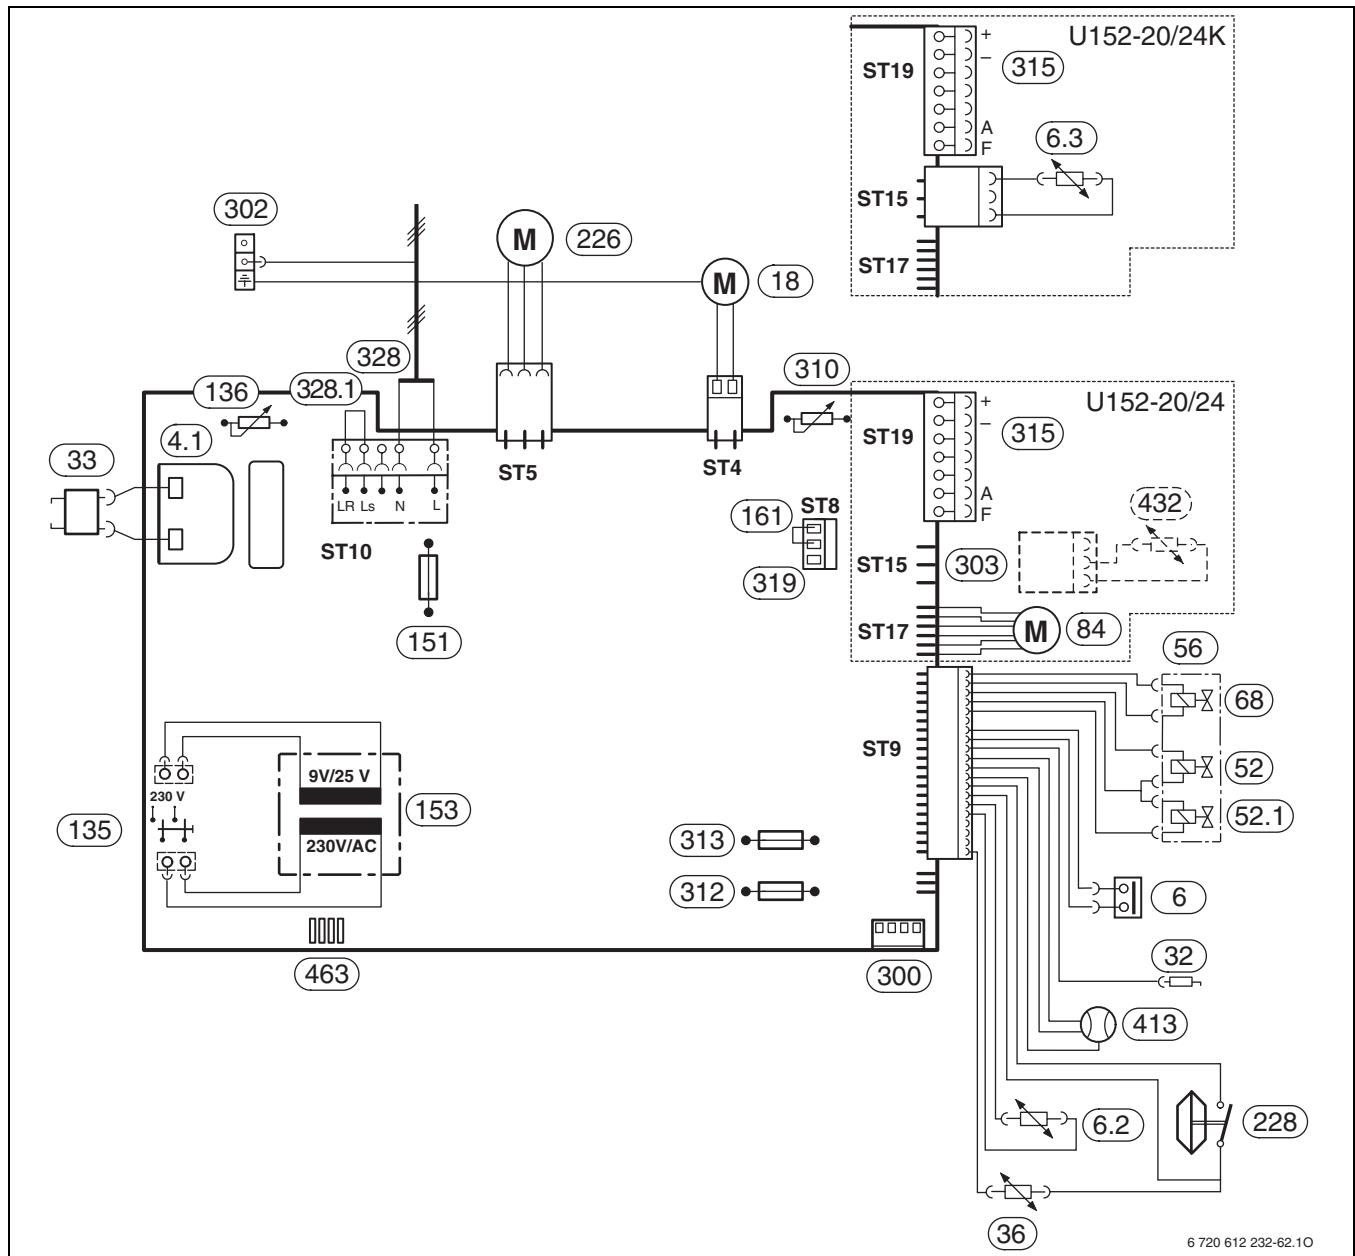 U152-20/24K
+
ST19
–
315
A
F
6.3
ST15
ST17
302
M
226
M
18
328
310
136
328.1
U152-20/24
4.1
+
ST19
–
315
33
ST5
ST4
A
F
LR Ls N L
161
ST8
432
ST10
ST15
303
319
151
ST17
M
84
56
68
ST9
9V/25 V
52
230 V
153
135
52.1
230V/AC
313
312
6
463
300
32
413
6.2
228
36
6 720 612 232-62.1O